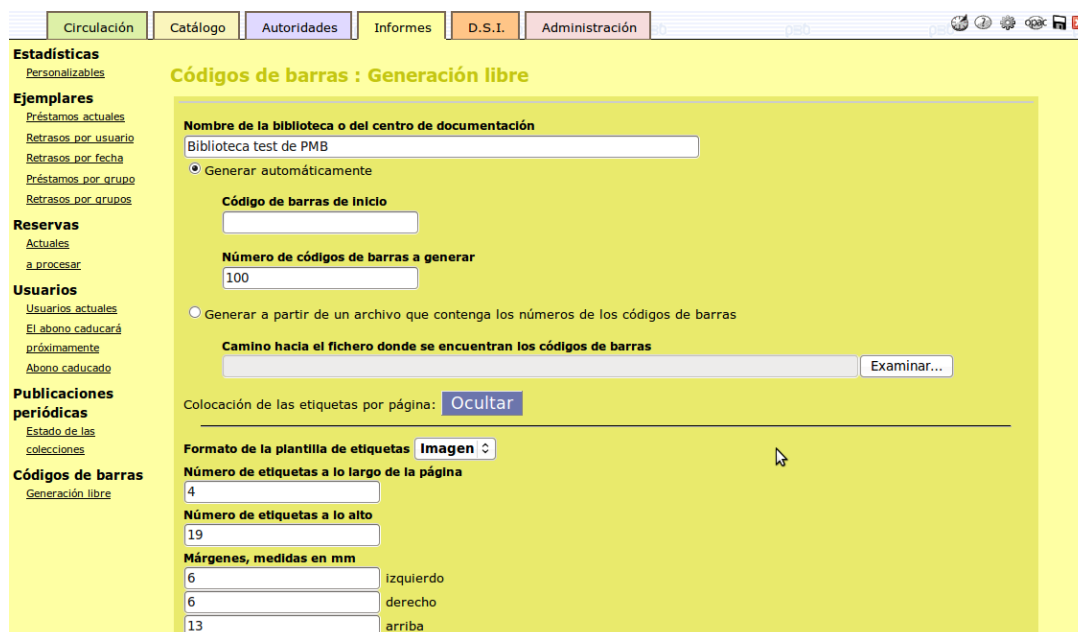 Circulación Catálogo Autoridades Informes D.S.I. Administración
Estadísticas
Personalizables
Ejemplares
Préstamos actuales
Retrasos por usuario
Retrasos por fecha
Préstamos por grupo
Retrasos por grupos
Reservas
Actuales
a procesar
Usuarios
Usuarios actuales
El abono caducará
próximamente
Abono caducado
Publicaciones
periódicas
Estado de las
colecciones
Códigos de barras
Generación libre
Códigos de barras : Generación libre
Nombre de la biblioteca o del centro de documentación
Biblioteca test de PMB
Generar automáticamente
Código de barras de inicio
Número de códigos de barras a generar
100
Generar a partir de un archivo que contenga los números de los códigos de barras
Camino hacia el fichero donde se encuentran los códigos de barras
Examinar...
Colocación de las etiquetas por página: Ocultar
Formato de la plantilla de etiquetas Imagen
Número de etiquetas a lo largo de la página
4
Número de etiquetas a lo alto
19
Márgenes, medidas en mm
6 izquierdo
6 derecho
13 arriba